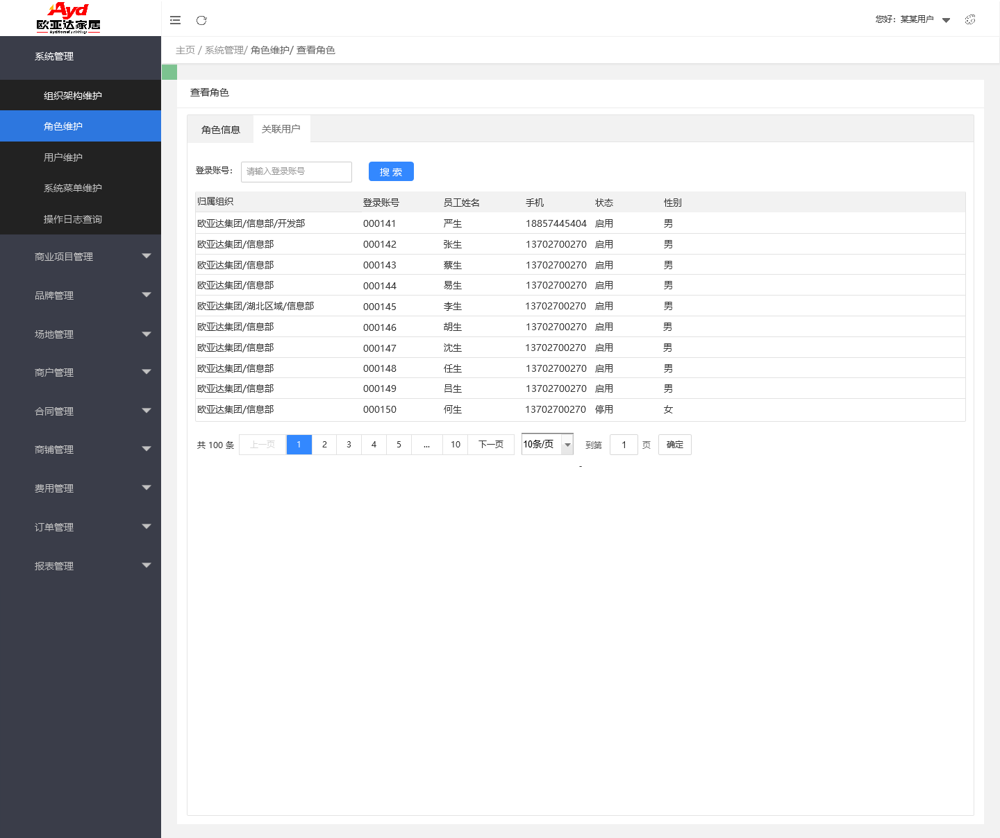 Ayd
欧亚达家居
AydHomeFurnishings
您好：某某用户
主页 / 系统管理/ 角色维护/ 查看角色
系统管理
组织架构维护
角色维护
用户维护
系统菜单维护
操作日志查询
商业项目管理
品牌管理
场地管理
商户管理
合同管理
商铺管理
费用管理
订单管理
报表管理
查看角色
角色信息 关联用户
登录账号： 请输入登录账号 搜 索
归属组织 登录账号 员工姓名 手机 状态 性别
欧亚达集团/信息部/开发部 000141 严生 18857445404 启用 男
欧亚达集团/信息部 000142 张生 13702700270 启用 男
欧亚达集团/信息部 000143 蔡生 13702700270 启用 男
欧亚达集团/信息部 000144 易生 13702700270 启用 男
欧亚达集团/湖北区域/信息部 000145 李生 13702700270 启用 男
欧亚达集团/信息部 000146 胡生 13702700270 启用 男
欧亚达集团/信息部 000147 沈生 13702700270 启用 男
欧亚达集团/信息部 000148 任生 13702700270 启用 男
欧亚达集团/信息部 000149 吕生 13702700270 启用 男
欧亚达集团/信息部 000150 何生 13702700270 停用 女
共 100 条 上一页 1 2 3 4 5 ... 10 下一页 10条/页 到第 1 页 确定
-